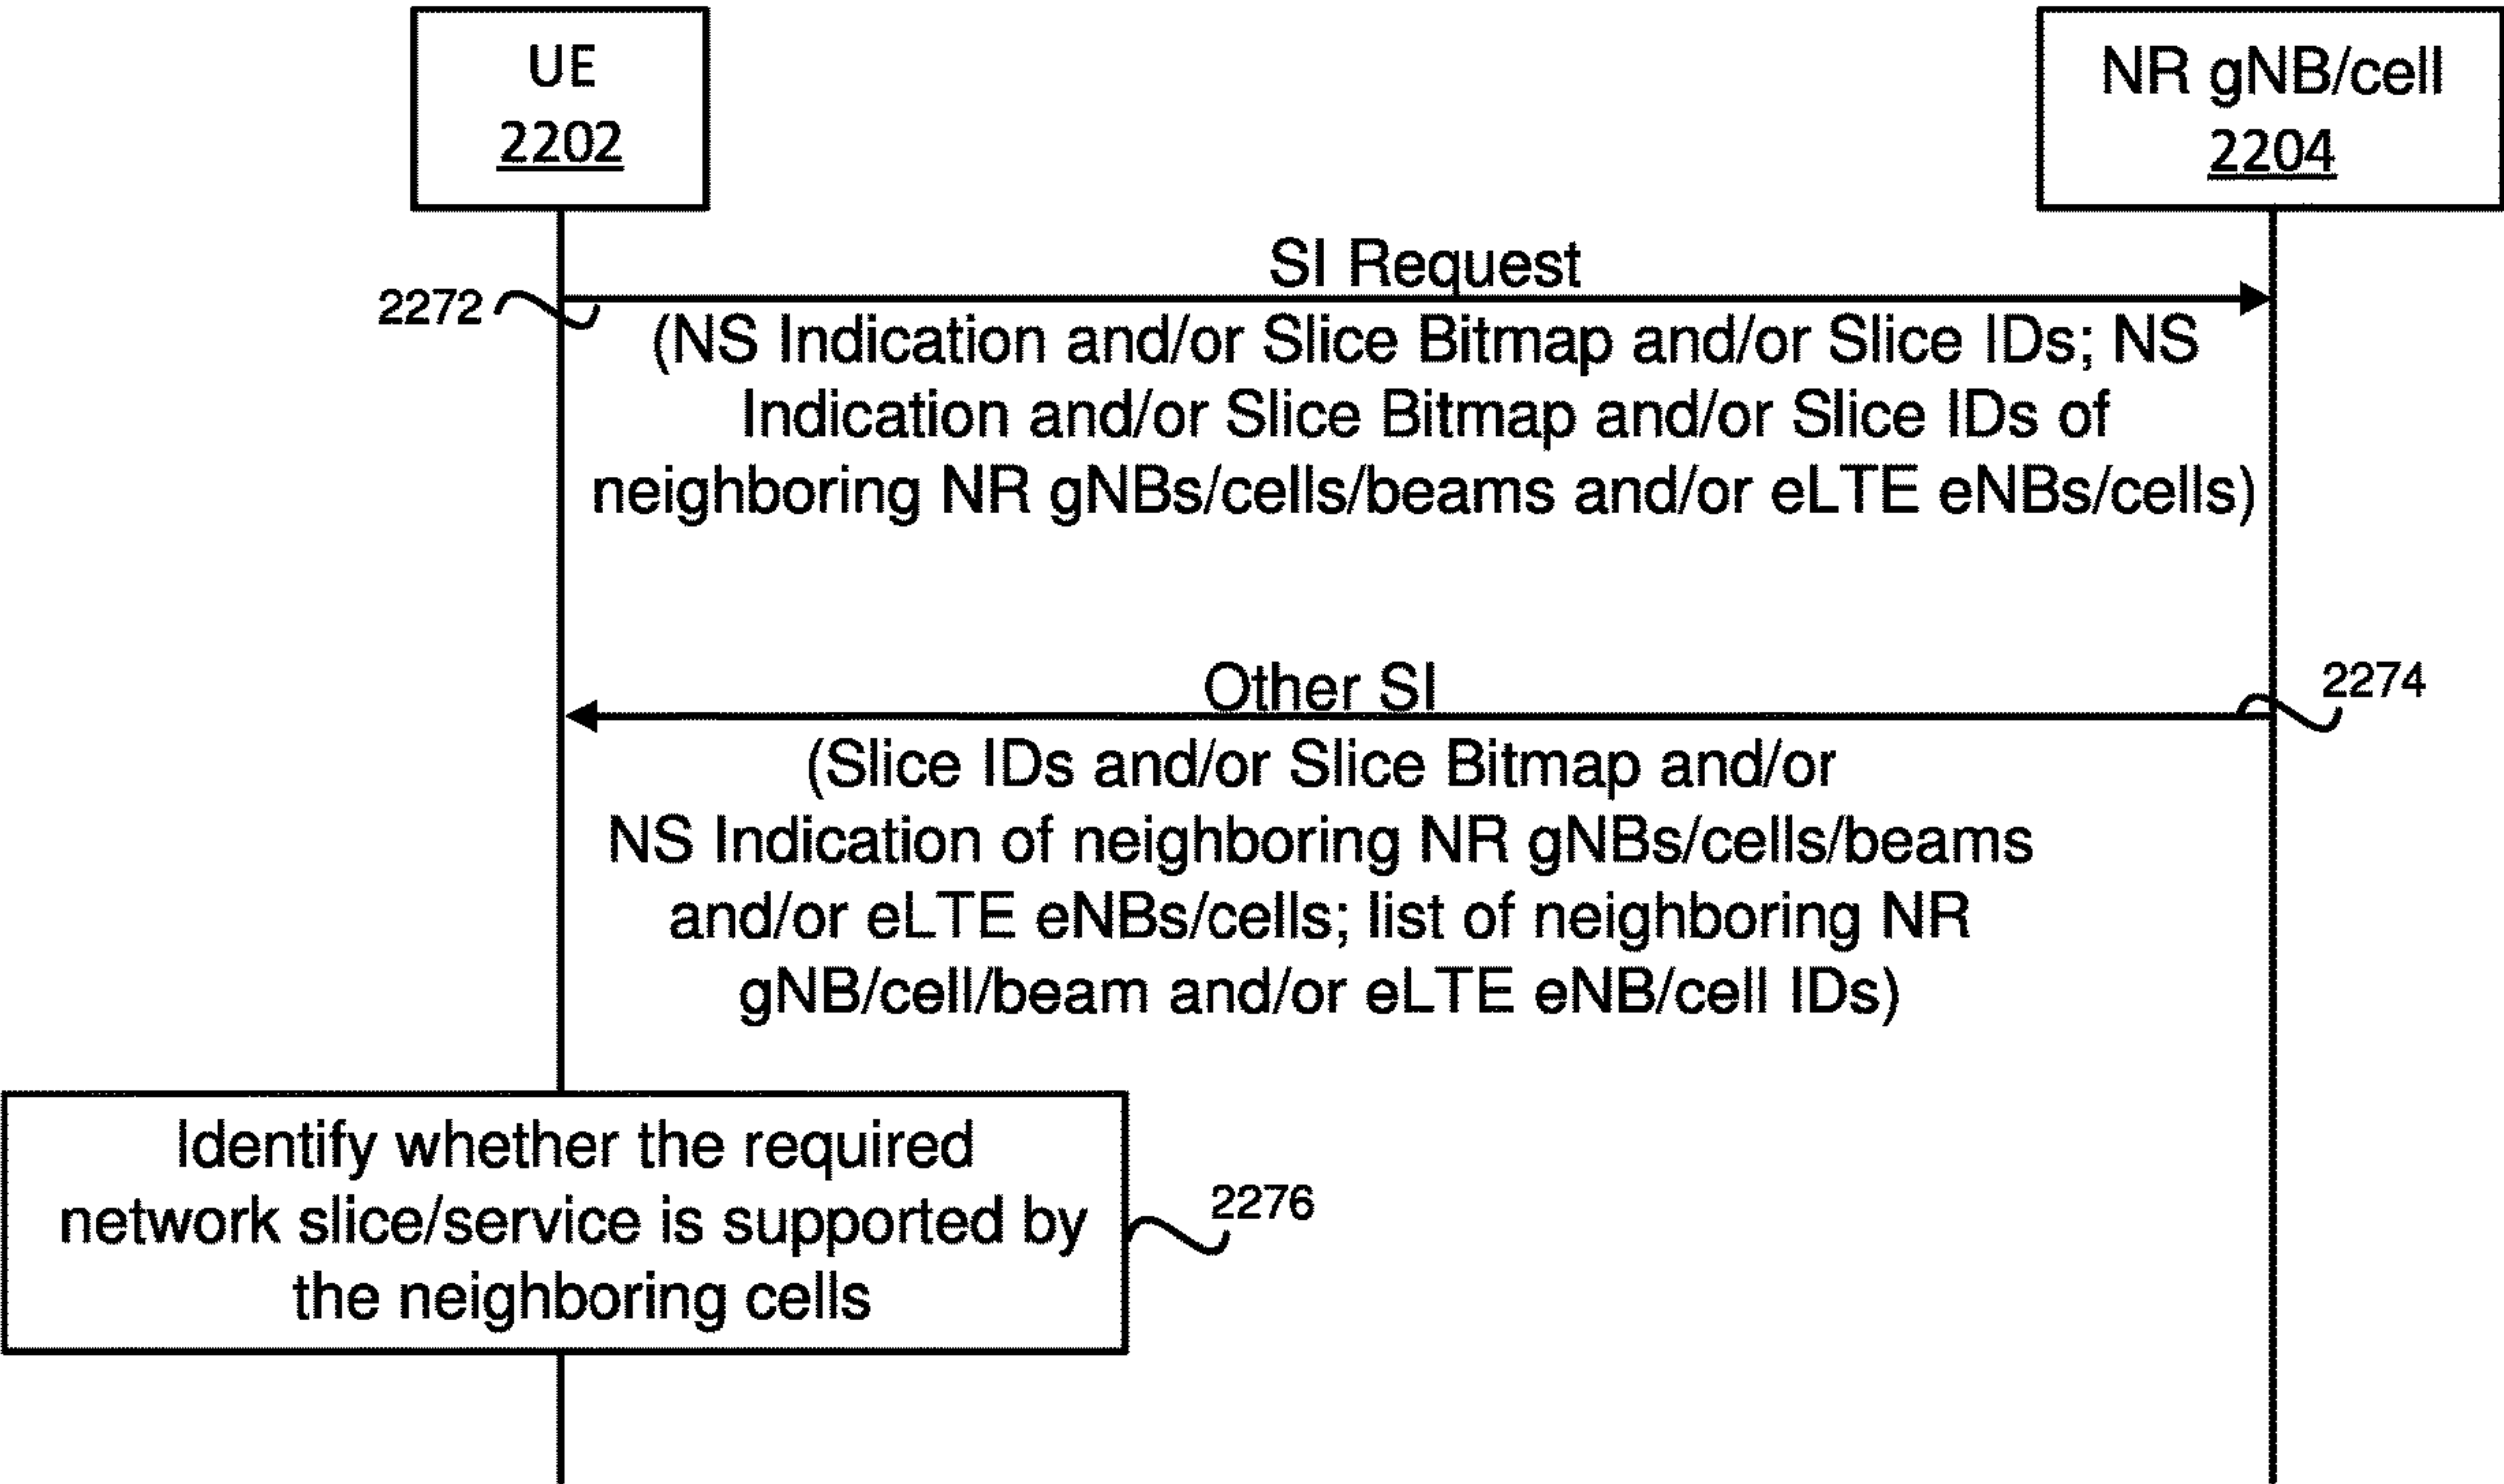 UE
2202
NR gNB/cell
2204
SI Request
2272
(NS Indication and/or Slice Bitmap and/or Slice IDs; NS
Indication and/or Slice Bitmap and/or Slice IDs of
neighboring NR gNBs/cells/beams and/or eLTE eNBs/cells)
Other SI
2274
(Slice IDs and/or Slice Bitmap and/or
NS Indication of neighboring NR gNBs/cells/beams
and/or eLTE eNBs/cells; list of neighboring NR
gNB/cell/beam and/or eLTE eNB/cell IDs)
Identify whether the required
network slice/service is supported by
the neighboring cells
2276